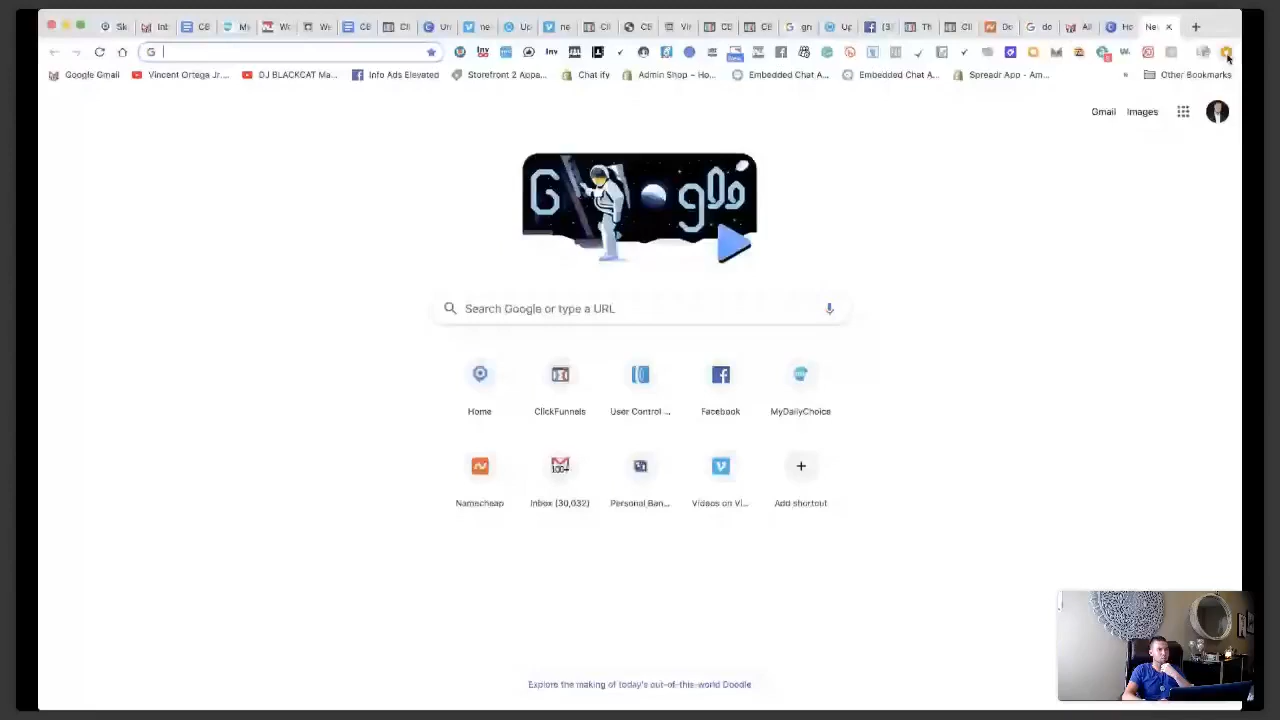 Google Gmail
Vincent Ortega Jr....
DJ BLACKCAT Ma...
Info Ads Elevated
Storefront 2 Appa...
Chat ify
Admin Shop – Ho...
Embedded Chat A...
Embedded Chat A...
Spreadr App - Am...
Other Bookmarks
Gmail
Images
Search Google or type a URL
Home
ClickFunnels
User Control ...
Facebook
MyDailyChoice
Namecheap
Inbox (30,032)
Personal Ban...
Videos on Vi...
Add shortcut
Explore the making of today's out-of-this-world Doodle